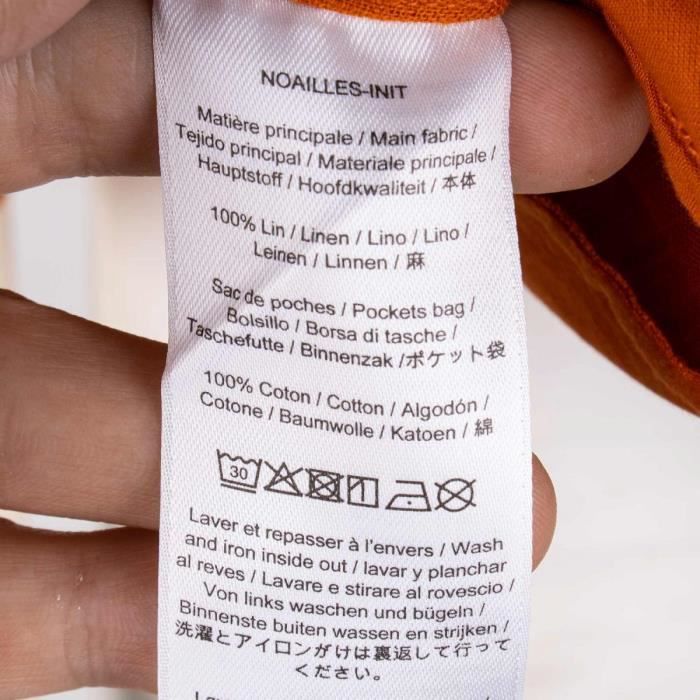 NOAILLES-INIT
Matière principale / Main fabric /
Tejido principal / Materiale principale /
Hauptstoff / Hoofdkwaliteit / 本体
100% Lin / Linen / Lino / Lino /
Leinen / Linnen / 麻
Sac de poches / Pockets bag /
Bolsillo / Borsa di tasche /
Taschefutte / Binnenzak /ポケット袋
100% Coton / Cotton / Algodón /
Cotone / Baumwolle / Katoen / 綿
30
Laver et repasser à l'envers / Wash
and iron inside out / lavar y planchar
al reves / Lavare e stirare al rovescio /
Von links waschen und bügeln /
Binnenste buiten wassen en strijken /
洗濯とアイロンがけは裏返して行って
ください。